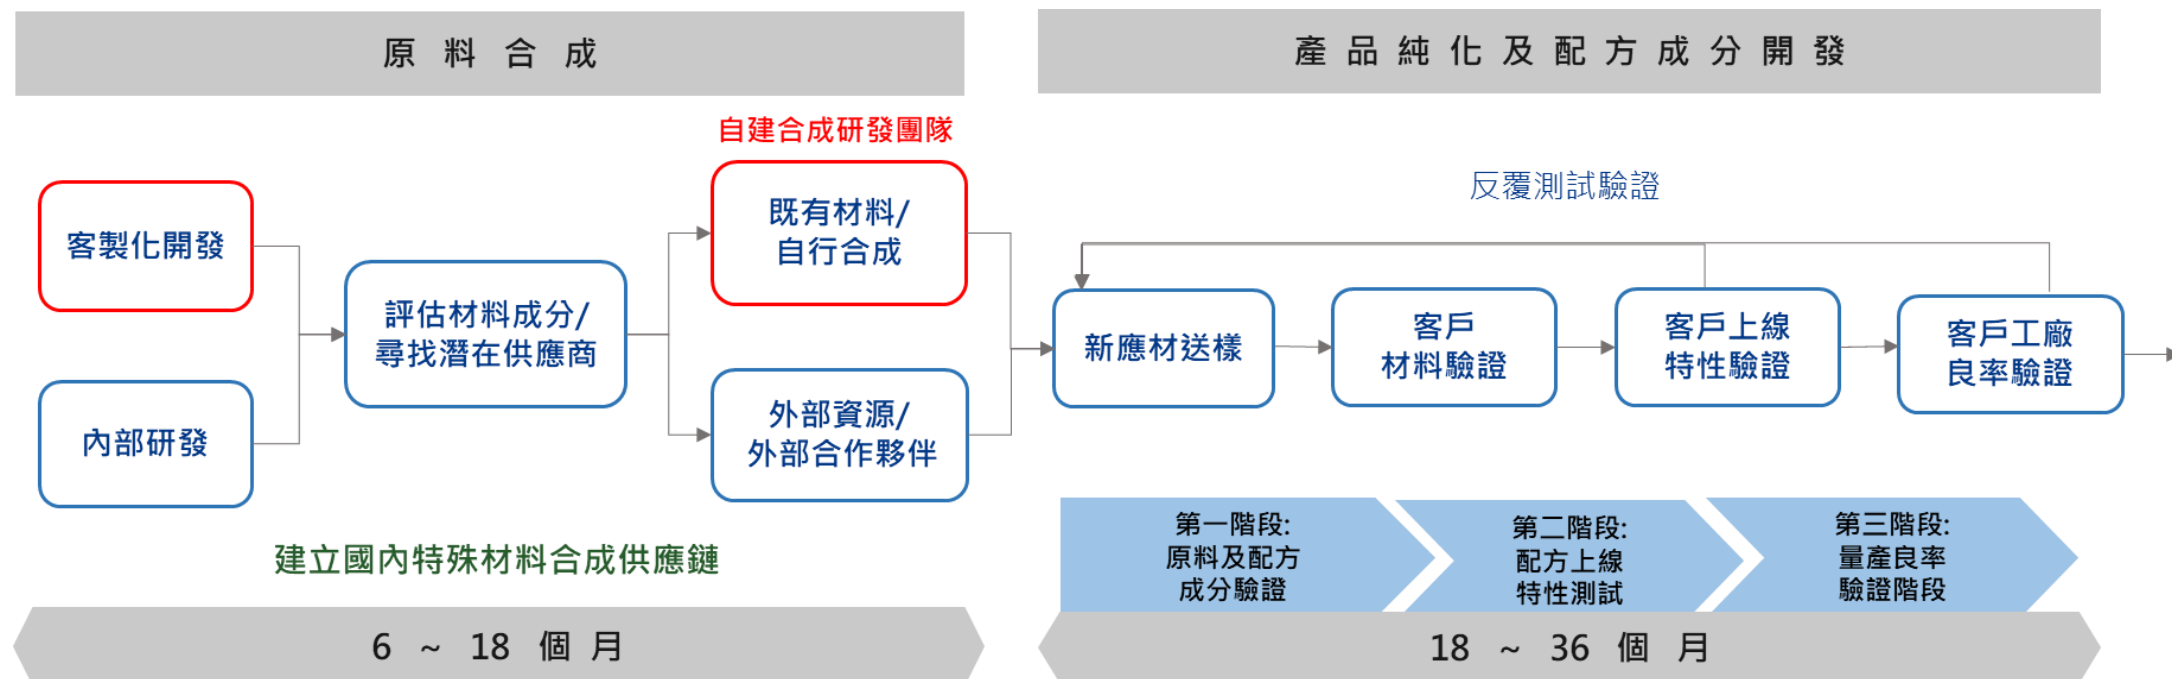 原料合成
產品純化及配方成分開發
自建合成研發團隊
客製化開發
內部研發
評估材料成分/
尋找潛在供應商
既有材料/
自行合成
外部資源/
外部合作夥伴
反覆測試驗證
新應材送樣
客戶
材料驗證
客戶上線
特性驗證
客戶工廠
良率驗證
建立國內特殊材料合成供應鏈
第一階段:
原料及配方
成分驗證
第二階段:
配方上線
特性測試
第三階段:
量產良率
驗證階段
6 ~ 18 個月
18 ~ 36 個月